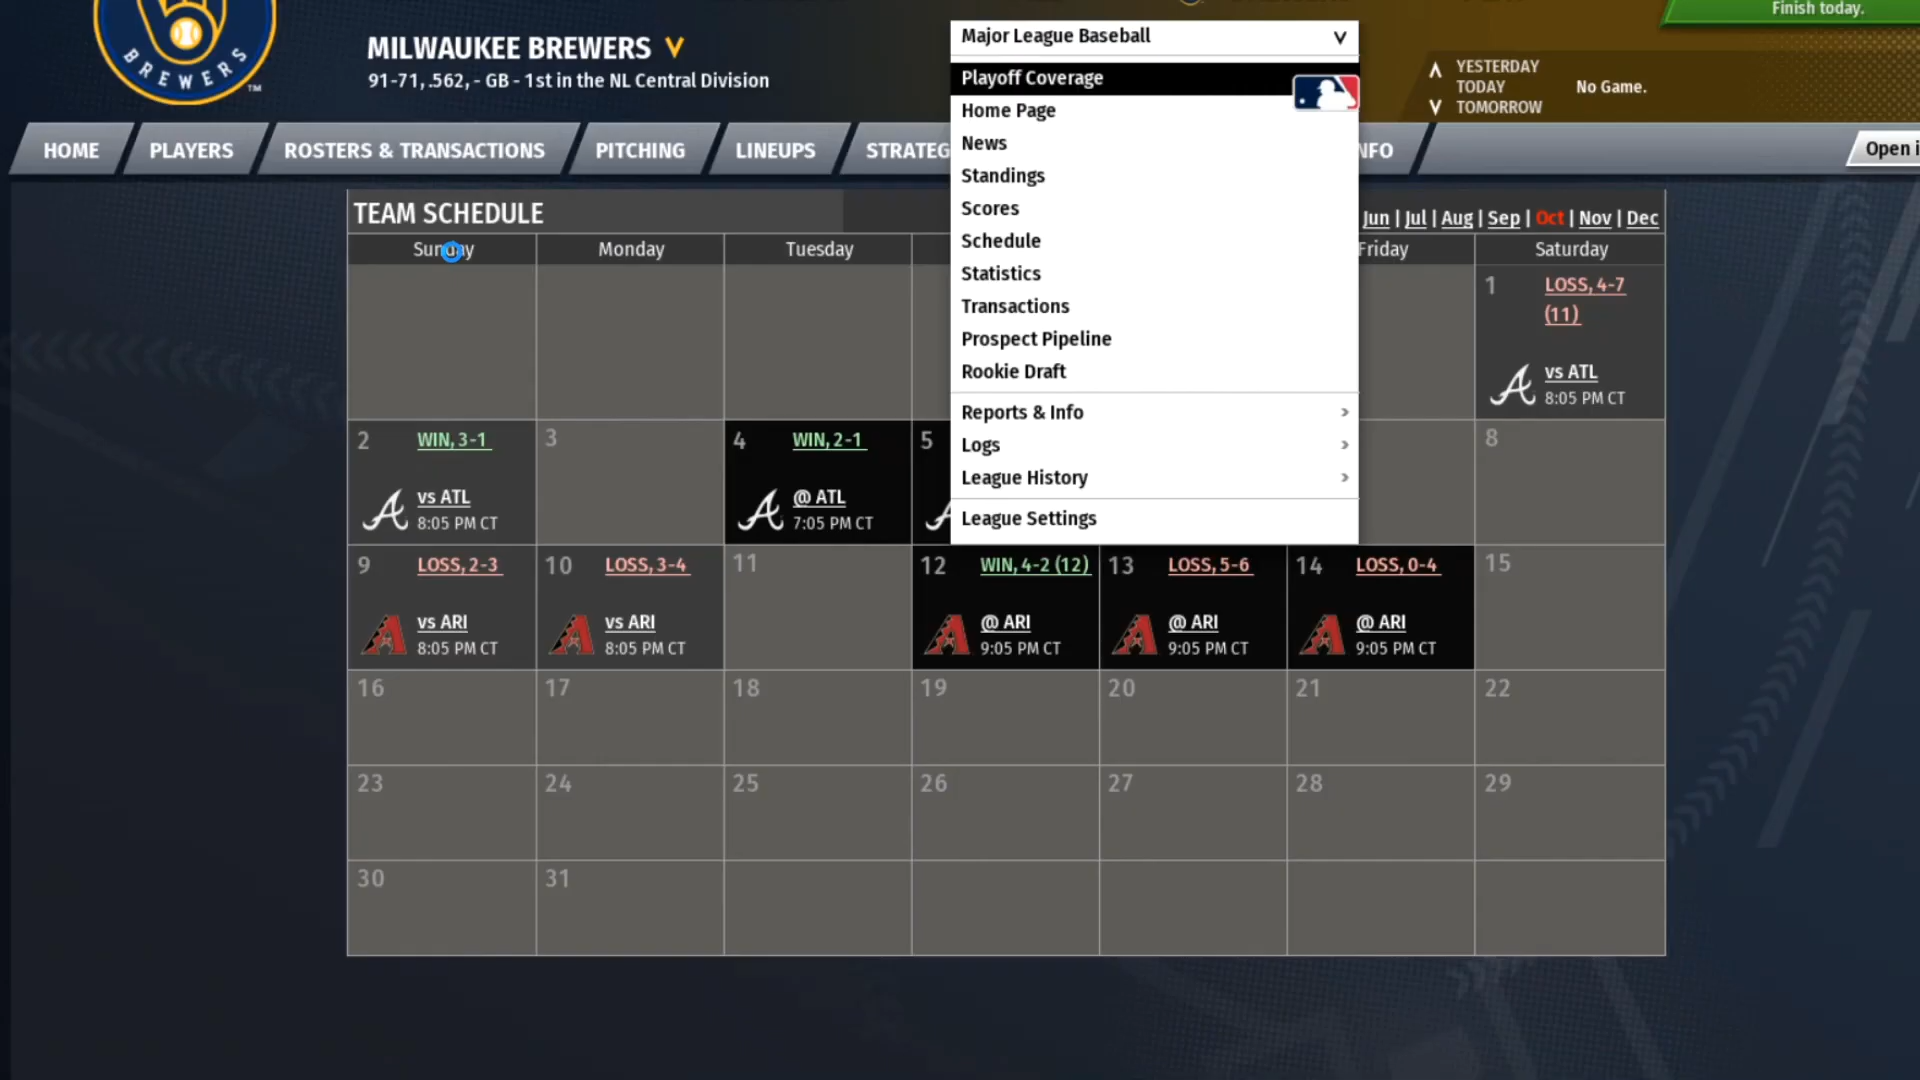 BREWERS
TM
MILWAUKEE BREWERS
91-71, .562, - GB - 1st in the NL Central Division
Major League Baseball
Finish today.
YESTERDAY
TODAY
TOMORROW
No Game.
Playoff Coverage
Home Page
News
Standings
Scores
Schedule
Statistics
Transactions
Prospect Pipeline
Rookie Draft
Reports & Info
Logs
League History
League Settings
HOME
PLAYERS
ROSTERS & TRANSACTIONS
PITCHING
LINEUPS
STRATEG
NFO
Open i
TEAM SCHEDULE
Jun | Jul | Aug | Sep | Oct | Nov | Dec
Sunday Monday Tuesday Friday Saturday
1 LOSS, 4-7
(11)
vs ATL
8:05 PM CT
2 WIN, 3-1
vs ATL
8:05 PM CT
3
4 WIN, 2-1
@ ATL
7:05 PM CT
5
8
9 LOSS, 2-3
vs ARI
8:05 PM CT
10 LOSS, 3-4
vs ARI
8:05 PM CT
11
12 WIN, 4-2 (12)
@ ARI
9:05 PM CT
13 LOSS, 5-6
@ ARI
9:05 PM CT
14 LOSS, 0-4
@ ARI
9:05 PM CT
15
16 17 18 19 20 21 22
23 24 25 26 27 28 29
30 31